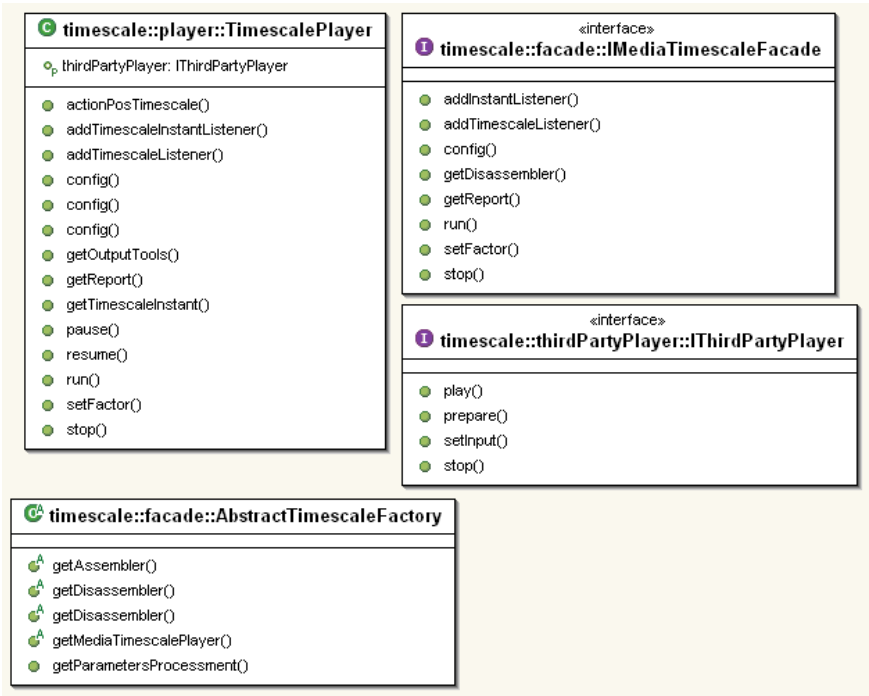 timescale::player::TimescalePlayer
thirdPartyPlayer: IThirdPartyPlayer
actionPosTimescale()
addTimescaleInstantListener()
addTimescaleListener()
config()
config()
config()
getOutputTools()
getReport()
getTimescaleInstant()
pause()
resume()
run()
setFactor()
stop()
«interface»
timescale::facade::IMediaTimescaleFacade
addInstantListener()
addTimescaleListener()
config()
getDisassembler()
getReport()
run()
setFactor()
stop()
«interface»
timescale::thirdPartyPlayer::IThirdPartyPlayer
play()
prepare()
setInput()
stop()
timescale::facade::AbstractTimescaleFactory
getAssembler()
getDisassembler()
getDisassembler()
getMediaTimescalePlayer()
getParametersProcessment()